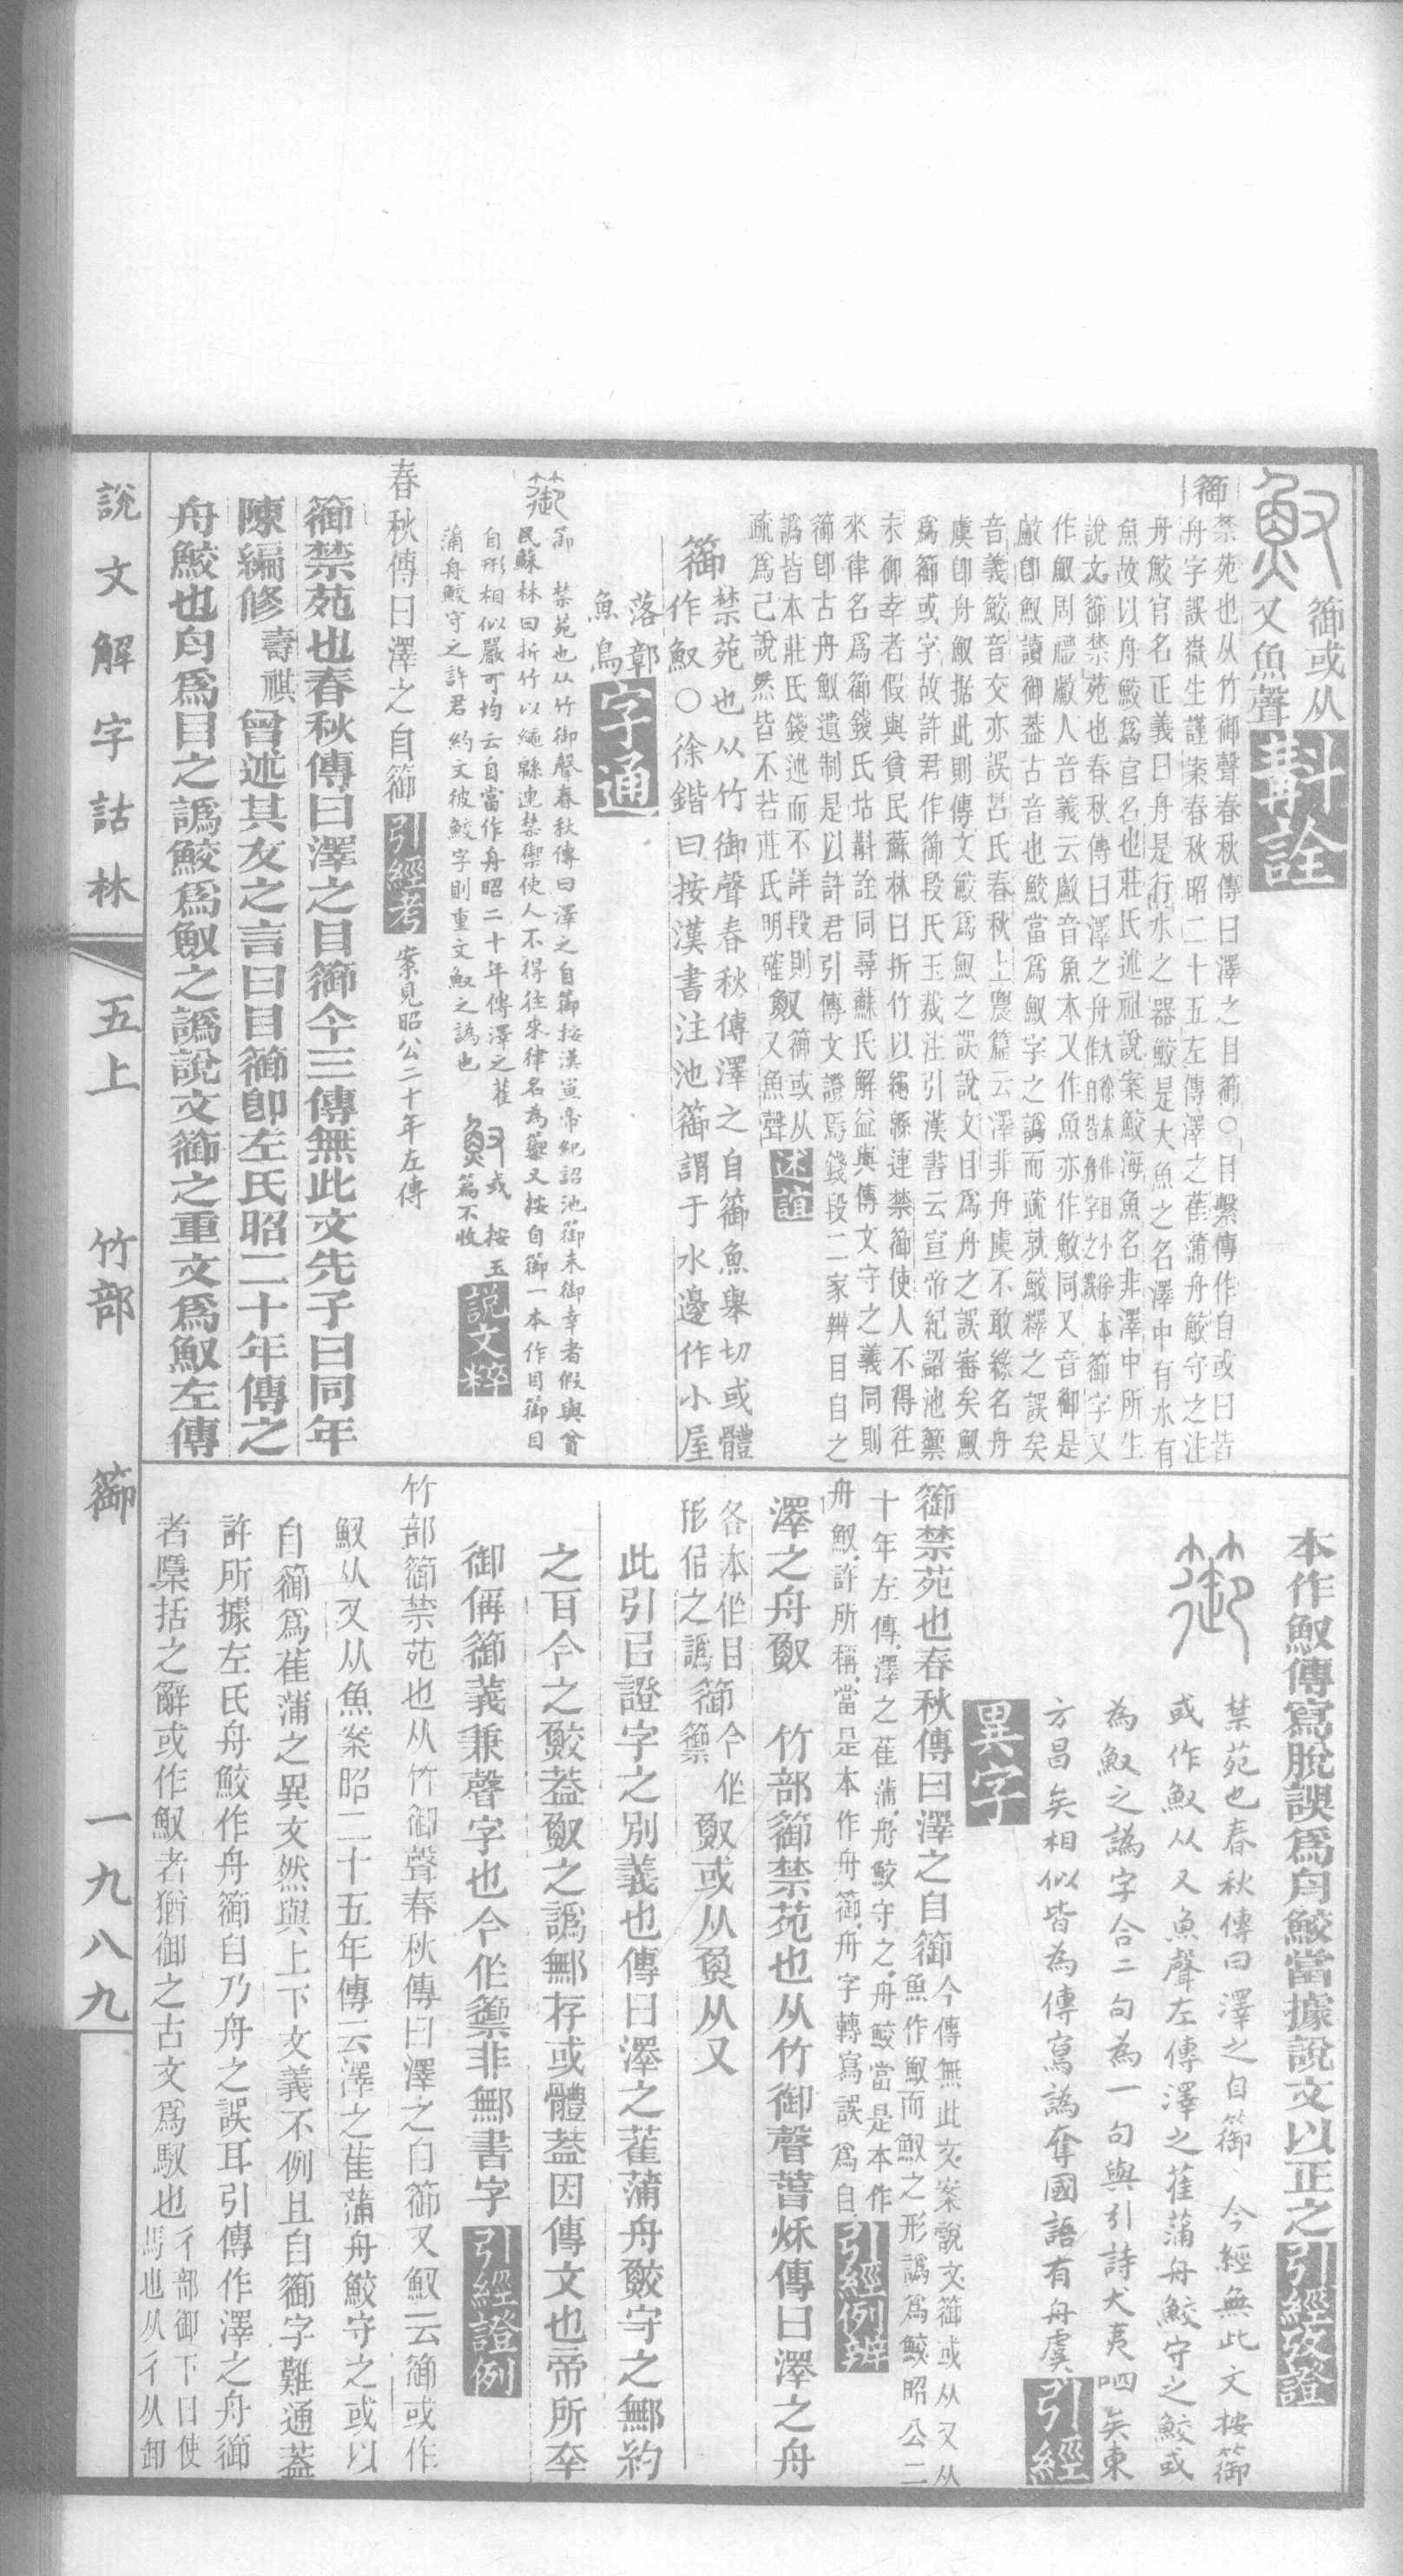 䰻籞或从
又魚聲斠詮
籞禁苑也从竹御聲春秋傳曰澤之目籞○目繫傳作自或曰皆
舟字誤嶽生謹案春秋昭二十五左傳澤之萑蒲舟鮫守之注
舟鮫官名正義曰舟是行水之器鮫是大魚之名澤中有水有
魚故以舟鮫爲官名也莊氏述祖說案鮫海魚名非澤中所生
作䰻周禮䱷人音義云䱷音魚本又作魚亦作䱷同又音御是
䱷卽䰻讀御葢古音也鮫當爲䰻字之譌而疏就鮫釋之誤矣
音義鮫音交亦誤呂氏春秋上農篇云澤非舟虞不敢緣名舟
虞卽舟䰻据此則傳文鮫爲䰻之誤說文目爲舟之誤審矣䰻
爲籞或字故許君作籞段氏玉裁注引漢書云宣帝紀詔池籞
未御幸者假與貧民蘇林曰折竹以繩緜連禁籞使人不得往
來律名爲籞錢氏坫斠詮同尋蘇氏解益與傳文守之義同則
籞卽古舟䰻遺制是以許君引傳文證焉錢段二家辨目自之
譌皆本莊氏錢述而不詳段則䰻籞或从
疏爲己說然皆不若莊氏明確 又魚聲述誼
籞禁苑也从竹御聲春秋傳澤之自籞魚舉切或體
作䰻○徐鍇曰按漢書注池籞謂于水邊作小屋
落鄣
魚鳥字通
籞 禁苑也从竹御聲春秋傳曰澤之自籞按漢宣帝紀詔池籞未御幸者假與貧
民蘇林曰折竹以繩緜連禁禦使人不得往來律名為籞又按自籞一本作目籞目
自形相似嚴可均云自當作舟昭二十年傳澤之萑 䰻或 按玉
蒲舟鮫守之許君約文彼鮫字則重文䰻之譌也 篇不收說文粹
春秋傳曰澤之自籞引經考 案見昭公二十年左傳
籞禁苑也春秋傳曰澤之目籞今三傳無此文先子曰同年
陳編修壽祺曾述其友之言曰目籞卽左氏昭二十年傳之
舟鮫也舟爲目之譌鮫爲䰻之譌說文籞之重文爲䰻左傳
本作䰻傳寫脫誤爲舟鮫當據說文以正之引經攷證
籞 禁苑也春秋傳曰澤之自籞今經無此文按籞
或作䰻从又魚聲左傳澤之萑蒲舟鮫守之鮫或
為䰻之譌字合二句為一句與引詩犬夷呬矣東
方昌矣相似皆為傳寫譌奪國語有舟虞引經
異字
籞禁苑也春秋傳曰澤之自籞今傳無此文案說文籞或从又从
魚作䰻而䰻之形譌爲鮫昭公二
十年左傳澤之萑蒲舟鮫守之舟鮫當是本作
舟䰻許所稱當是本作舟籞舟字轉寫誤爲自引經例辨
澤之舟䰻 竹部籞禁苑也从竹御聲萅秌傳曰澤之舟
各本作目
形侣之譌籞今作
籞䰻或从䰻从又
此引已證字之別義也傳曰澤之萑蒲舟鮫守之鄦約
之百今之鮫葢䰻之譌鄦存或體葢因傳文也帝所奉
御偁籞義兼聲字也今作籞非鄦書字引經證例
竹部籞禁苑也从竹御聲春秋傳曰澤之自籞又䰻云籞或作
䰻从又从魚案昭二十五年傳云澤之萑蒲舟鮫守之或以
自籞爲萑蒲之異文然與上下文義不例且自籞字難通葢
許所據左氏舟鮫作舟籞自乃舟之誤耳引傳作澤之舟籞
者檃括之辭或作䰻者猶御之古文爲馭也彳部御下曰使
馬也从彳从卸
說文解字詁林 五上 竹部 籞 一九八九